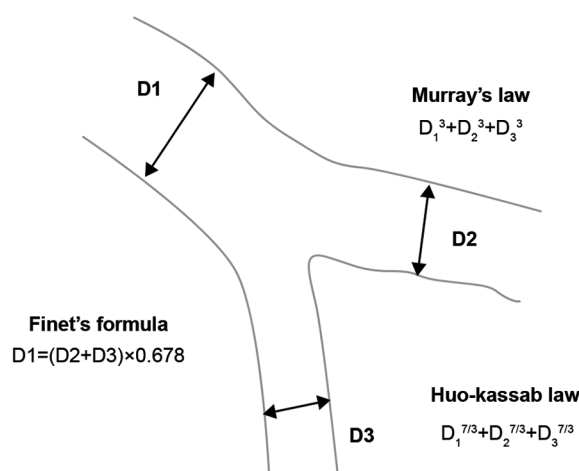 D1
Murray's law
D₁³+D₂³+D₃³
D2
Finet's formula
D1=(D2+D3)×0.678
Huo-kassab law
D₁^7/3+D₂^7/3+D₃^7/3
D3